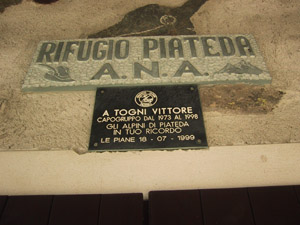 RIFUGIO PIATEDA
A.N.A.
A TOGNI VITTORE
CAPOGRUPPO DAL 1973 AL 1998
GLI ALPINI DI PIATEDA
IN TUO RICORDO
LE PIANE 18 - 07 - 1999